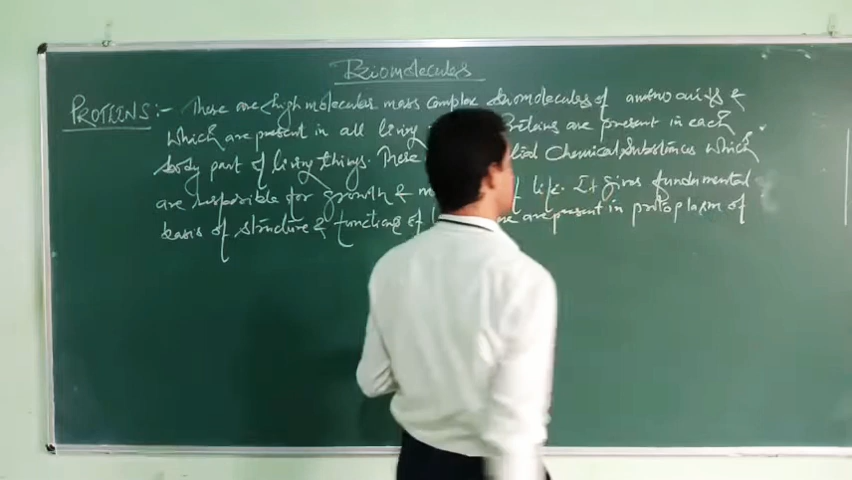 Biomolecules
PROTIENS:- These are high molecular mass complex biomolecules of amino acids &
which are present in all living Proteins are present in each
body part of living things. These Chemical substances which
are responsible for growth & of life. It gives fundamental
basis of structure & functions of are present in protoplasm of